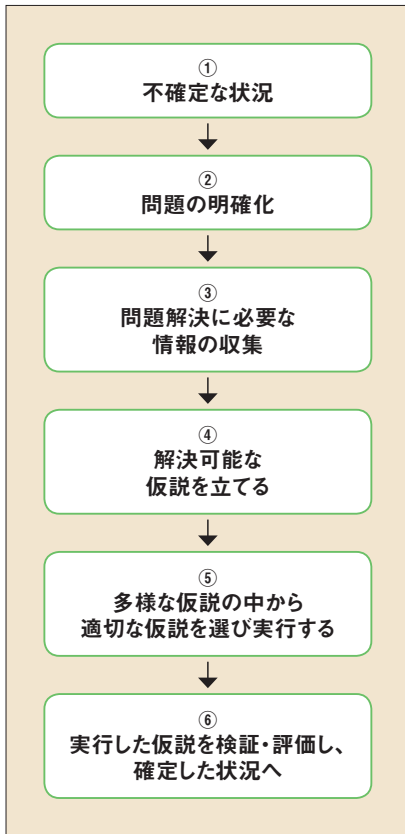 ①
不確定な状況
②
問題の明確化
③
問題解決に必要な
情報の収集
④
解決可能な
仮説を立てる
⑤
多様な仮説の中から
適切な仮説を選び実行する
⑥
実行した仮説を検証・評価し、
確定した状況へ